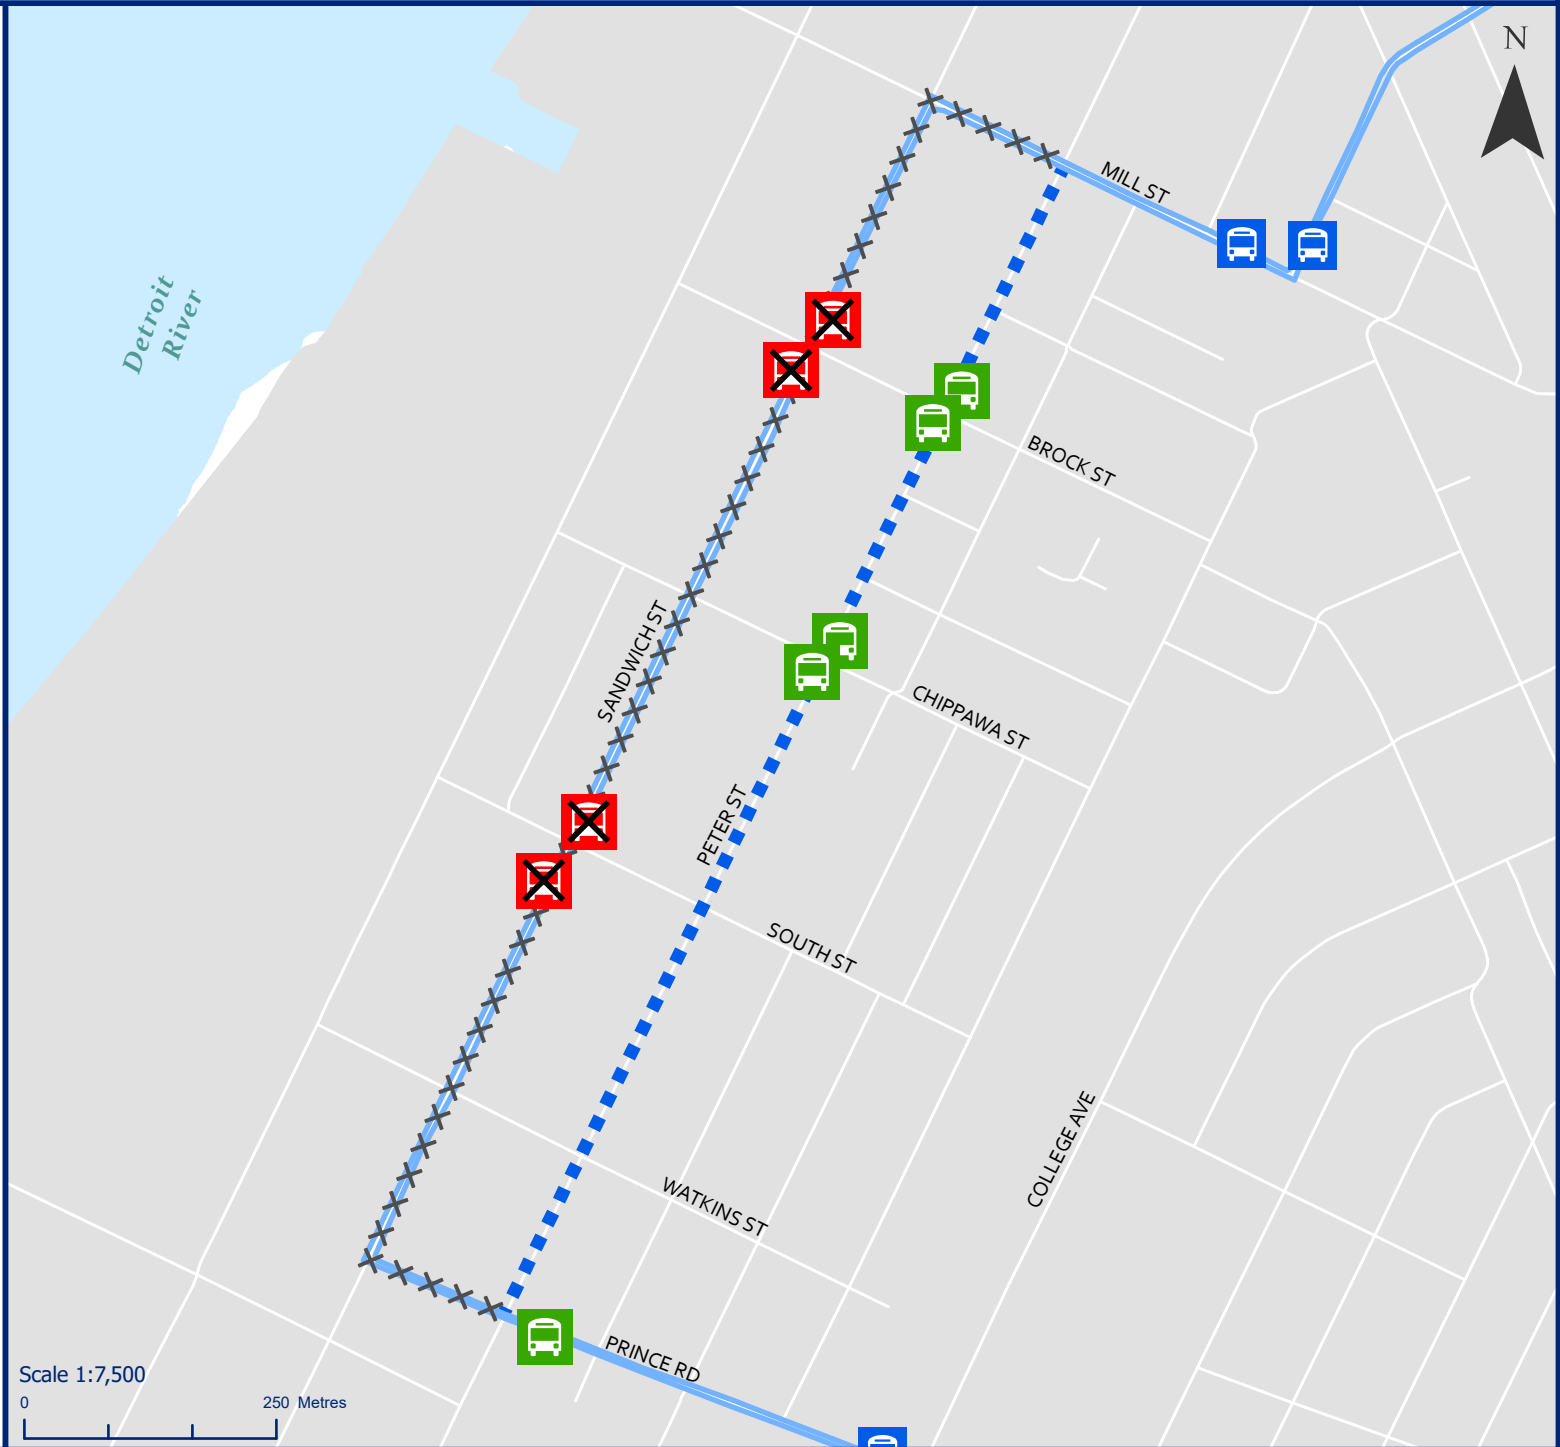 N
MILL ST
Detroit
River
BROCK ST
SANDWICH ST
CHIPPAWA ST
PETER ST
SOUTH ST
COLLEGE AVE
WATKINS ST
PRINCE RD
Scale 1:7,500
0 250 Metres